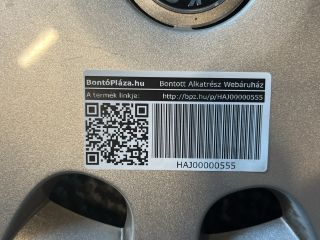 BontóPláza.hu Bontott Alkatrész Webáruház
A termék linkje: http://bpz.hu/p/HAJ00000555
HAJ00000555